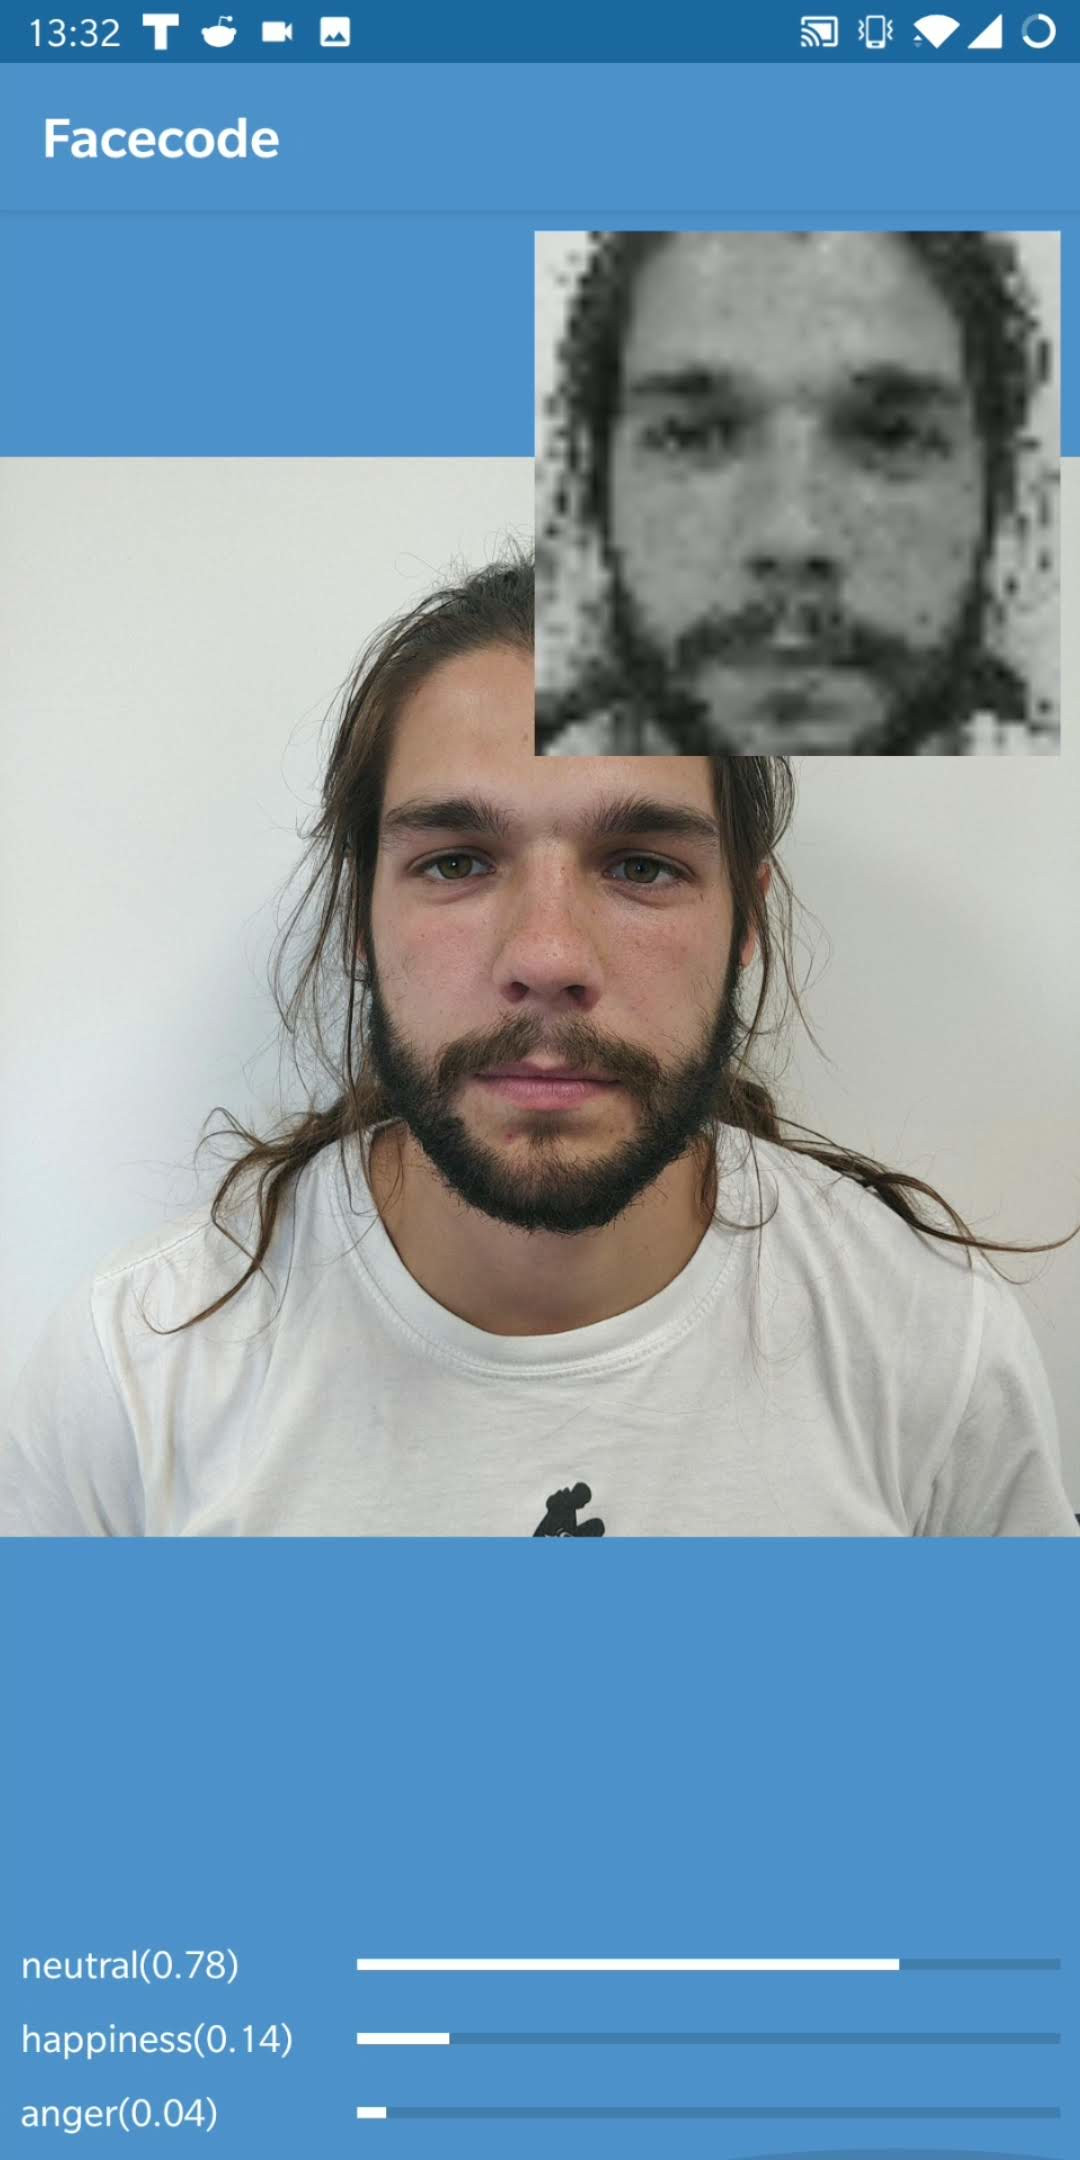 13:32
Facecode
neutral(0.78)
happiness(0.14)
anger(0.04)